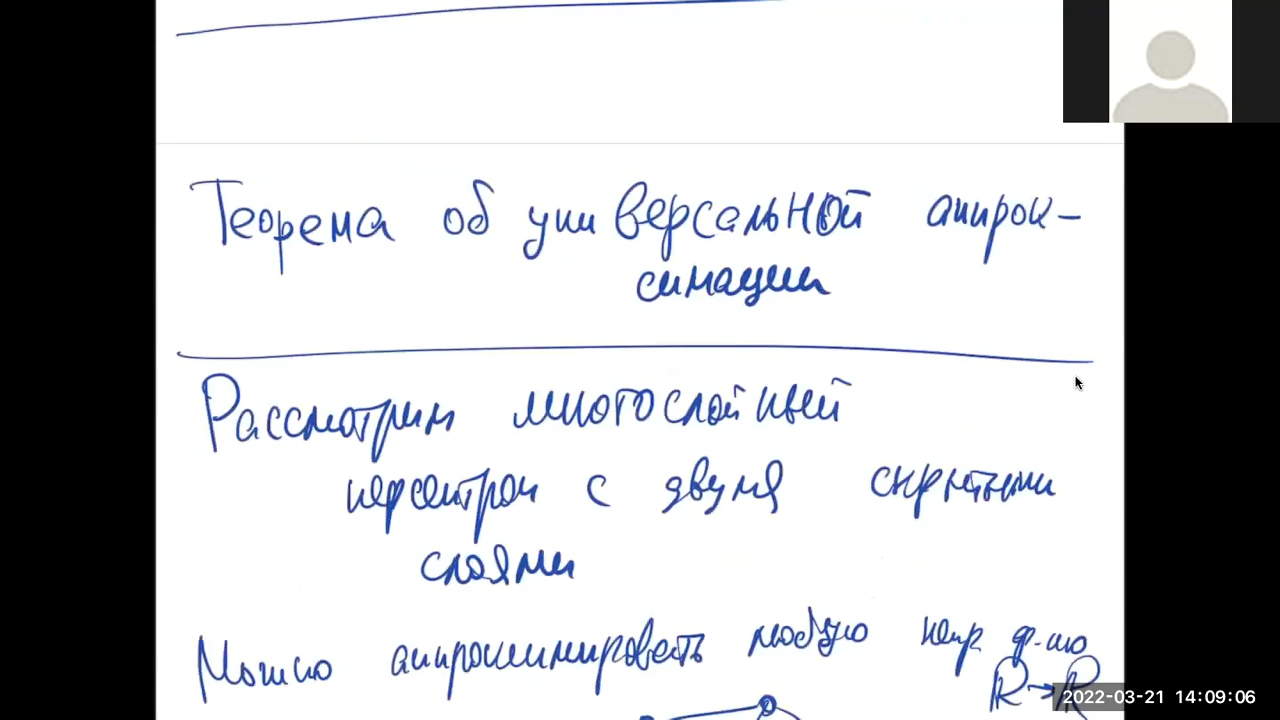 Теорема об универсальной аппрок-
симации
Рассмотрим многослойный
персептрон с двумя скрытыми
слоями
Можно аппроксимировать любую непр ф-ию
R→R
2022-03-21 14:09:06